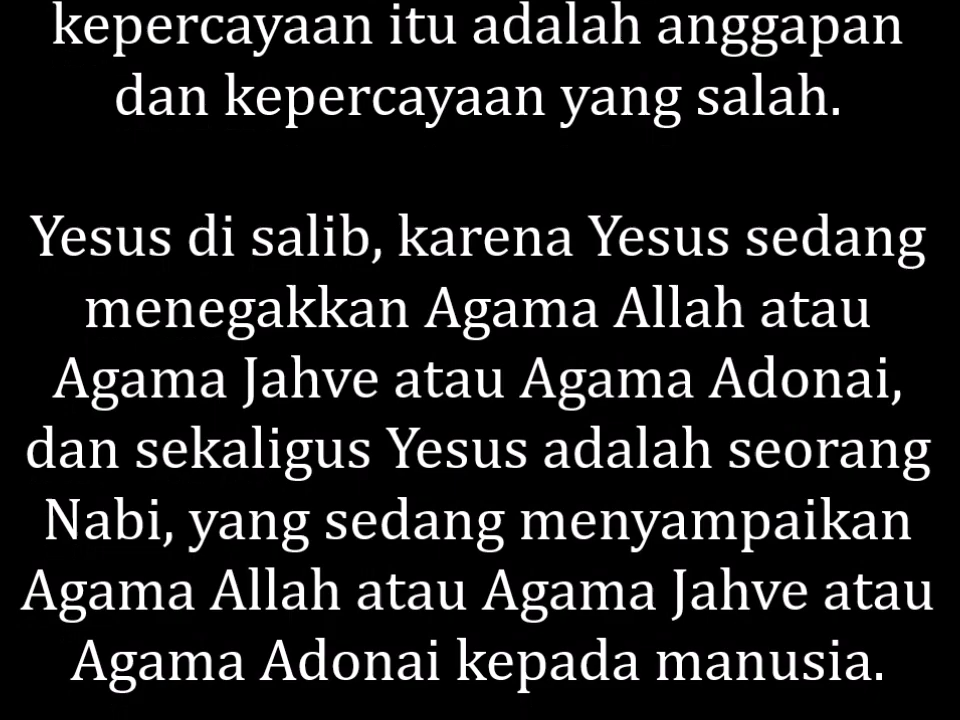 kepercayaan itu adalah anggapan
dan kepercayaan yang salah.
Yesus di salib, karena Yesus sedang
menegakkan Agama Allah atau
Agama Jahve atau Agama Adonai,
dan sekaligus Yesus adalah seorang
Nabi, yang sedang menyampaikan
Agama Allah atau Agama Jahve atau
Agama Adonai kepada manusia.